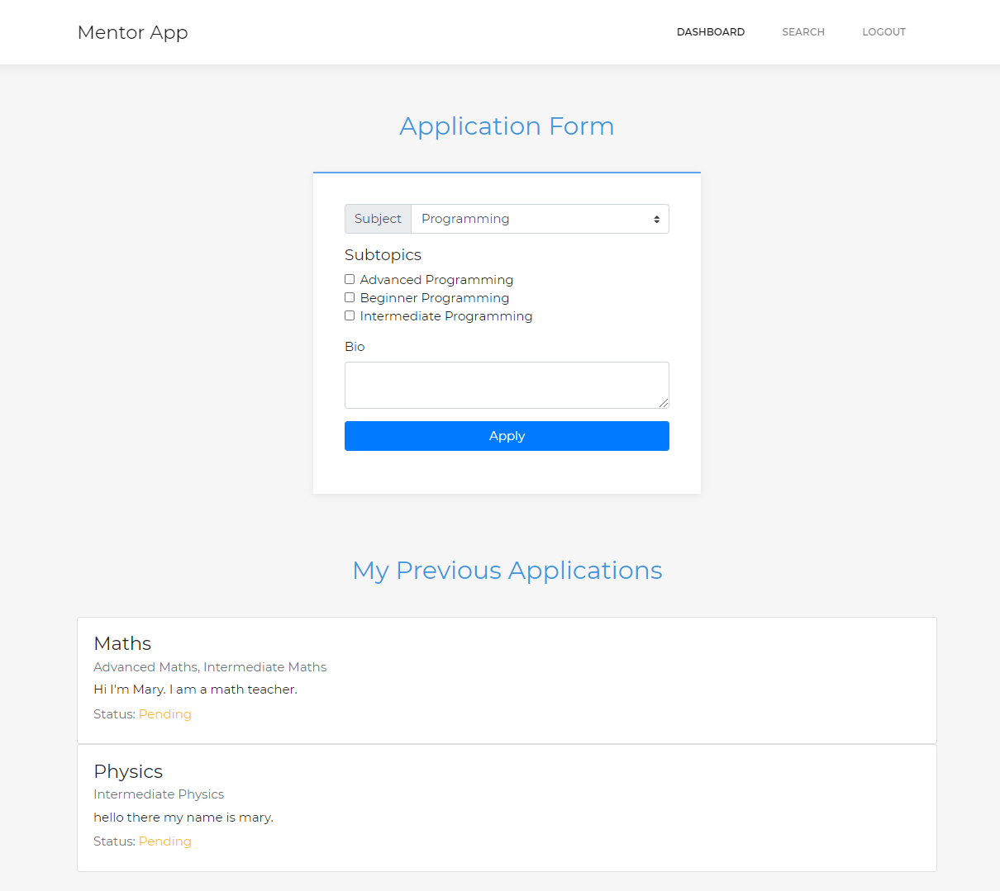 Mentor App
DASHBOARD SEARCH LOGOUT
Application Form
Subject Programming
Subtopics
Advanced Programming
Beginner Programming
Intermediate Programming
Bio
Apply
My Previous Applications
Maths
Advanced Maths, Intermediate Maths
Hi I'm Mary. I am a math teacher.
Status: Pending
Physics
Intermediate Physics
hello there my name is mary.
Status: Pending